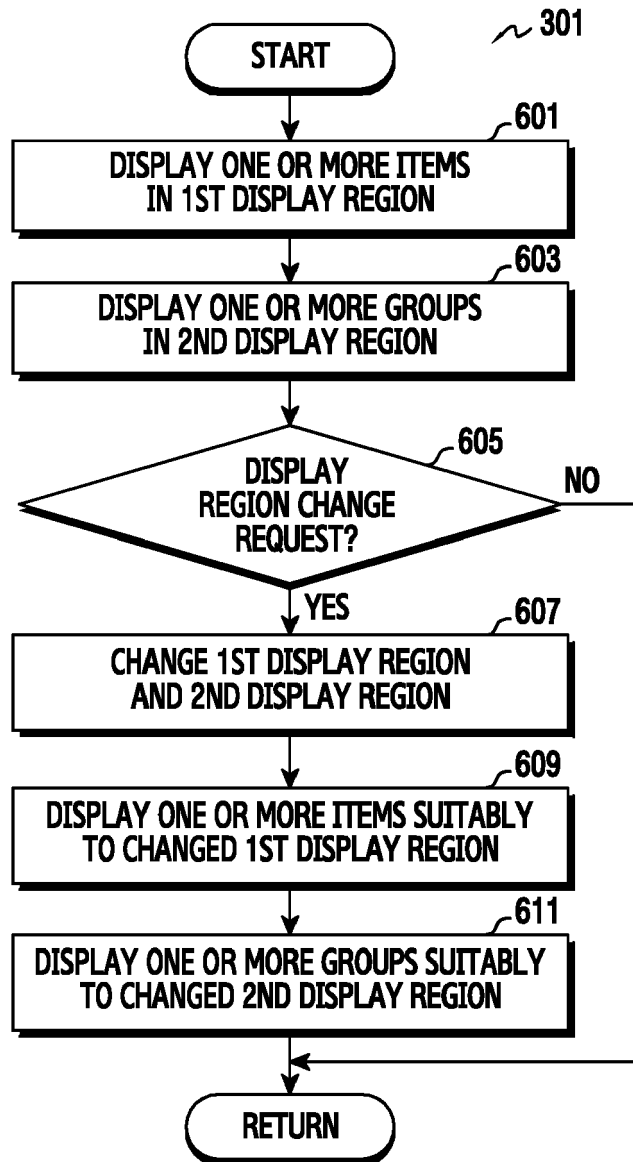 301
START
601
DISPLAY ONE OR MORE ITEMS
IN 1ST DISPLAY REGION
603
DISPLAY ONE OR MORE GROUPS
IN 2ND DISPLAY REGION
605
DISPLAY
REGION CHANGE
REQUEST?
NO
YES
607
CHANGE 1ST DISPLAY REGION
AND 2ND DISPLAY REGION
609
DISPLAY ONE OR MORE ITEMS SUITABLY
TO CHANGED 1ST DISPLAY REGION
611
DISPLAY ONE OR MORE GROUPS SUITABLY
TO CHANGED 2ND DISPLAY REGION
RETURN